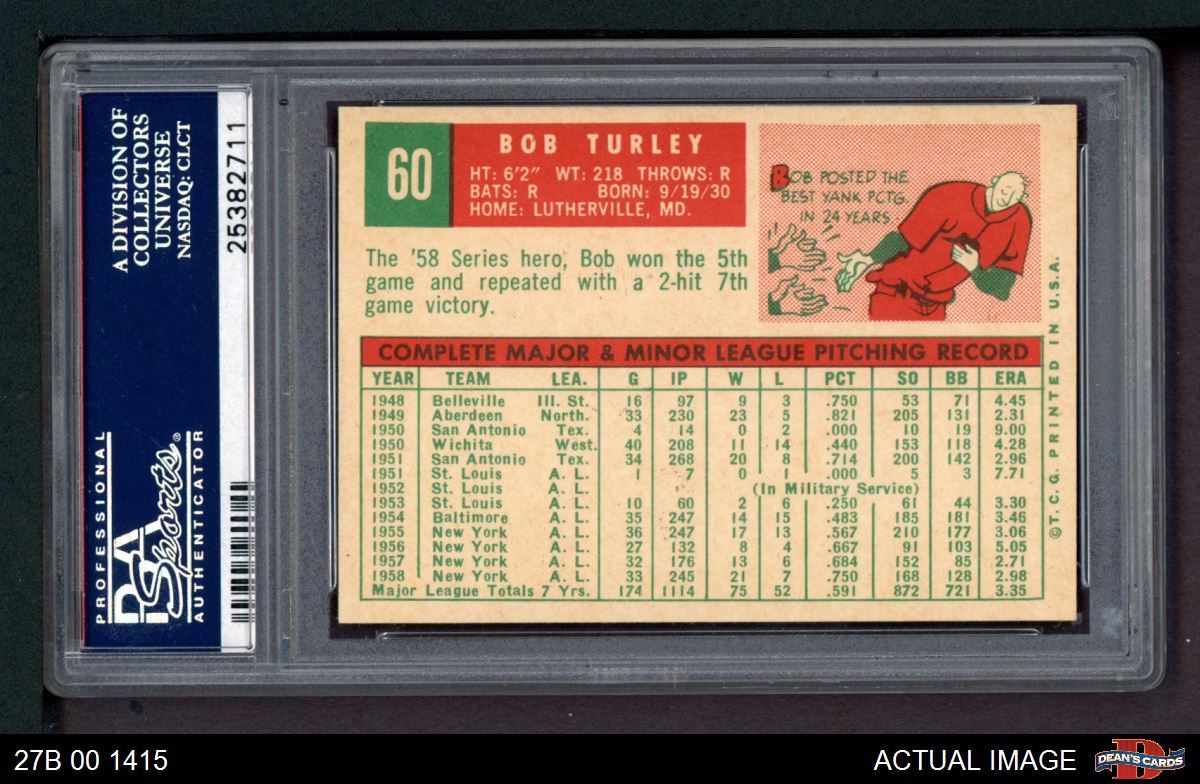 A DIVISION OF
COLLECTORS
UNIVERSE
NASDAQ: CLCT
25382711
PROFESSIONAL
PSA
Sports®
AUTHENTICATOR
60
BOB TURLEY
HT: 6'2" WT: 218 THROWS: R
BATS: R BORN: 9/19/30
HOME: LUTHERVILLE, MD.
BOB POSTED THE
BEST YANK PCTG.
IN 24 YEARS
The '58 Series hero, Bob won the 5th
game and repeated with a 2-hit 7th
game victory.
COMPLETE MAJOR & MINOR LEAGUE PITCHING RECORD
YEAR TEAM LEA. G IP W L PCT SO BB ERA
1948 Belleville Ill. St. 16 97 9 3 .750 53 71 4.45
1949 Aberdeen North. 33 230 23 5 .821 205 131 2.31
1950 San Antonio Tex. 4 14 0 2 .000 10 19 9.00
1950 Wichita West. 40 208 11 14 .440 153 118 4.28
1951 San Antonio Tex. 34 268 20 8 .714 200 142 2.96
1951 St. Louis A. L. 1 7 0 1 .000 5 3 7.71
1952 St. Louis A. L. (In Military Service)
1953 St. Louis A. L. 10 60 2 6 .250 61 44 3.30
1954 Baltimore A. L. 35 247 14 15 .483 185 181 3.46
1955 New York A. L. 36 247 17 13 .567 210 177 3.06
1956 New York A. L. 27 132 8 4 .667 91 103 5.05
1957 New York A. L. 32 176 13 6 .684 152 85 2.71
1958 New York A. L. 33 245 21 7 .750 168 128 2.98
Major League Totals 7 Yrs. 174 1114 75 52 .591 872 721 3.35
©T.C.G. PRINTED IN U.S.A.
27B 00 1415
ACTUAL IMAGE
DEAN'S CARDS